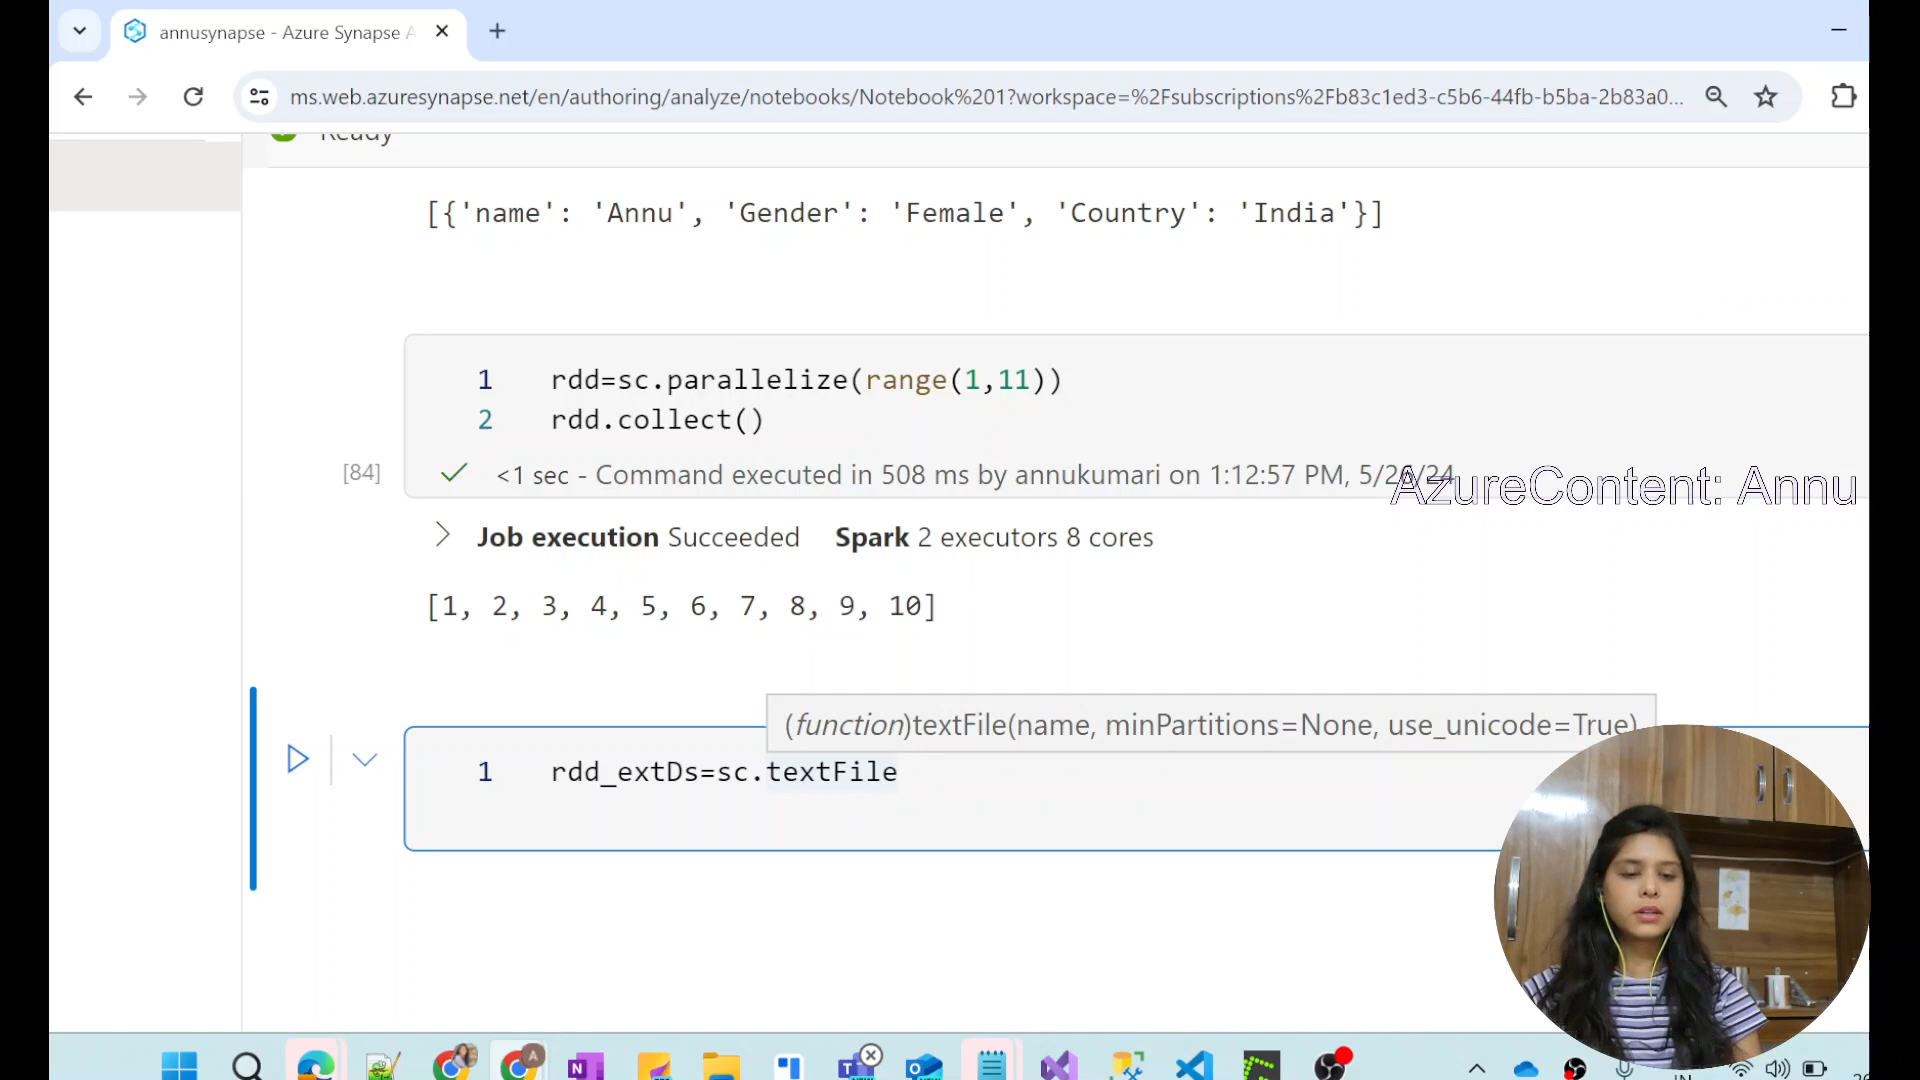 annusynapse - Azure Synapse A
ms.web.azuresynapse.net/en/authoring/analyze/notebooks/Notebook%201?workspace=%2Fsubscriptions%2Fb83c1ed3-c5b6-44fb-b5ba-2b83a0...
Ready
[{'name': 'Annu', 'Gender': 'Female', 'Country': 'India'}]
1 rdd=sc.parallelize(range(1,11))
2 rdd.collect()
[84] <1 sec - Command executed in 508 ms by annukumari on 1:12:57 PM, 5/26/24
AzureContent: Annu
Job execution Succeeded Spark 2 executors 8 cores
[1, 2, 3, 4, 5, 6, 7, 8, 9, 10]
(function)textFile(name, minPartitions=None, use_unicode=True)
1 rdd_extDs=sc.textFile